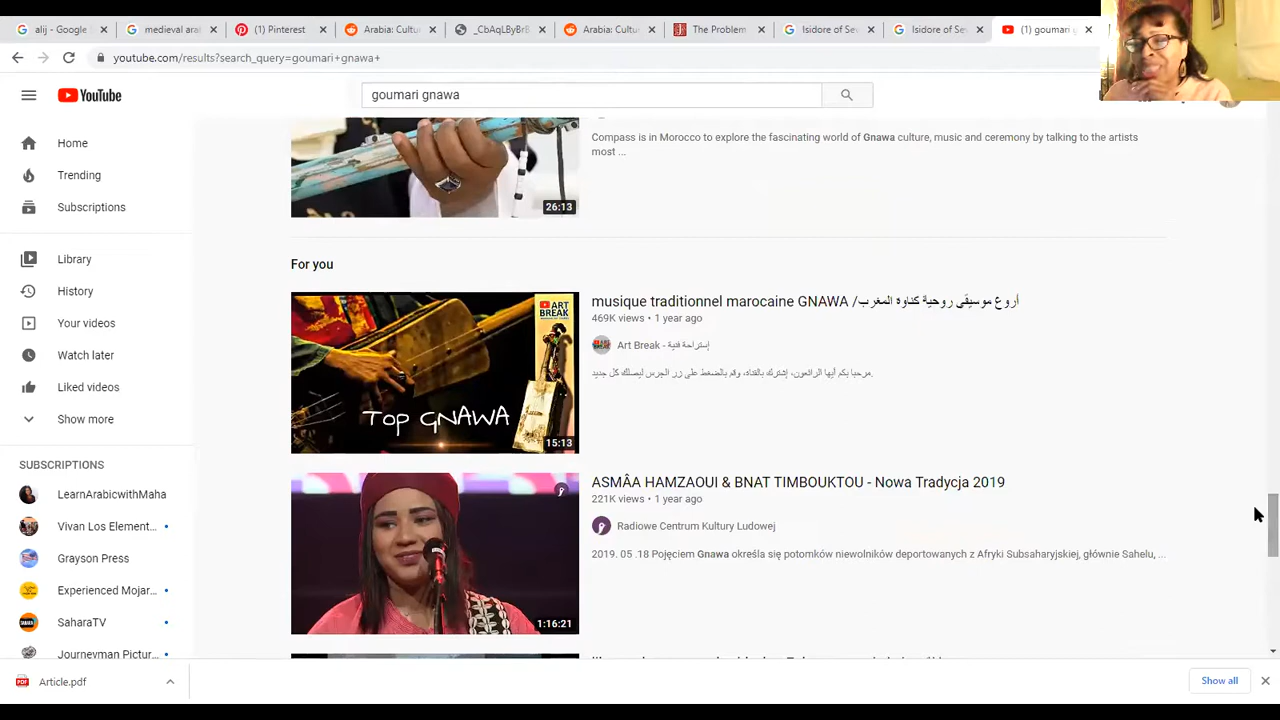 alij - Google S
medieval aral
(1) Pinterest
Arabia: Cultu
_CbAqLByBrB
Arabia: Cultu
The Problem
Isidore of Sev
Isidore of Sev
(1) goumari g
youtube.com/results?search_query=goumari+gnawa+
YouTube
goumari gnawa
Home
Trending
Subscriptions
Library
History
Your videos
Watch later
Liked videos
Show more
SUBSCRIPTIONS
LearnArabicwithMaha
Vivan Los Element...
Grayson Press
Experienced Mojar...
SaharaTV
Journeyman Pictur...
Compass is in Morocco to explore the fascinating world of Gnawa culture, music and ceremony by talking to the artists
most ...
26:13
For you
ART
BREAK
Top GNAWA
15:13
musique traditionnel marocaine GNAWA /أروع موسيقى روحية كناوة المغرب
469K views • 1 year ago
Art Break - إستراحة فنية
مرحبا بكم أيها الرائعون، إشترك بالقناة، وقم بالضغط على زر الجرس ليصلك كل جديد.
1:16:21
ASMÂA HAMZAOUI & BNAT TIMBOUKTOU - Nowa Tradycja 2019
221K views • 1 year ago
Radiowe Centrum Kultury Ludowej
2019. 05 .18 Pojęciem Gnawa określa się potomków niewolników deportowanych z Afryki Subsaharyjskiej, głównie Sahelu, ...
Article.pdf
Show all